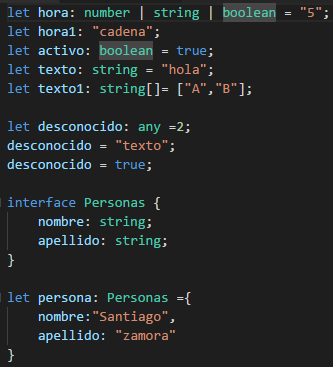 let hora: number | string | boolean = "5";
let hora1: "cadena";
let activo: boolean = true;
let texto: string = "hola";
let texto1: string[]= ["A","B"];
let desconocido: any =2;
desconocido = "texto";
desconocido = true;
interface Personas {
    nombre: string;
    apellido: string;
}
let persona: Personas ={
    nombre:"Santiago",
    apellido: "zamora"
}